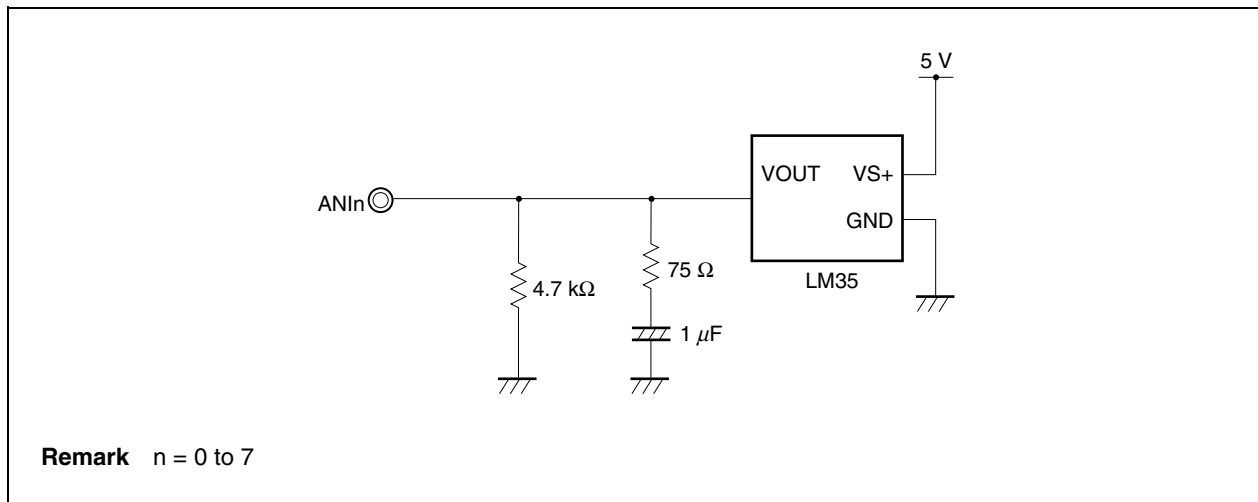 5 V
VOUT VS+
ANIn
GND
75 Ω
LM35
4.7 kΩ
1 μF
Remark n = 0 to 7